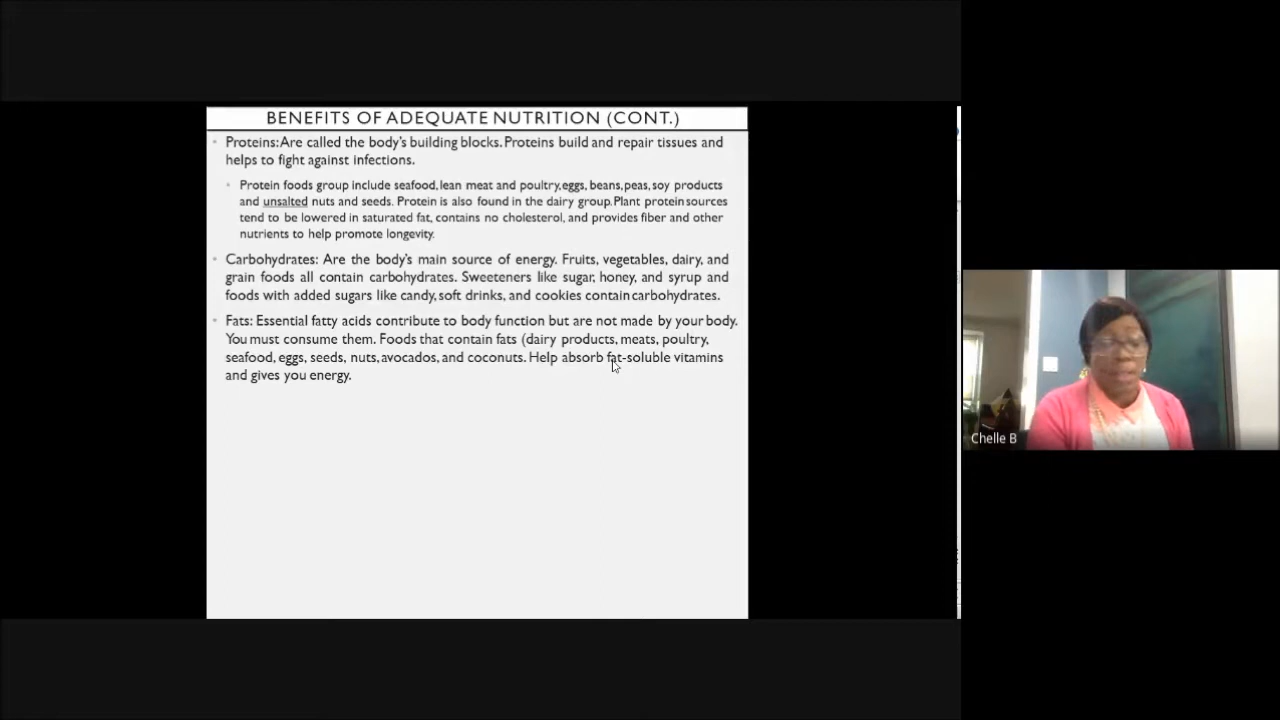 BENEFITS OF ADEQUATE NUTRITION (CONT.)
Proteins: Are called the body's building blocks. Proteins build and repair tissues and
helps to fight against infections.
Protein foods group include seafood, lean meat and poultry, eggs, beans, peas, soy products
and unsalted nuts and seeds. Protein is also found in the dairy group. Plant protein sources
tend to be lowered in saturated fat, contains no cholesterol, and provides fiber and other
nutrients to help promote longevity.
Carbohydrates: Are the body's main source of energy. Fruits, vegetables, dairy, and
grain foods all contain carbohydrates. Sweeteners like sugar, honey, and syrup and
foods with added sugars like candy, soft drinks, and cookies contain carbohydrates.
Fats: Essential fatty acids contribute to body function but are not made by your body.
You must consume them. Foods that contain fats (dairy products, meats, poultry,
seafood, eggs, seeds, nuts, avocados, and coconuts. Help absorb fat-soluble vitamins
and gives you energy.
Chelle B